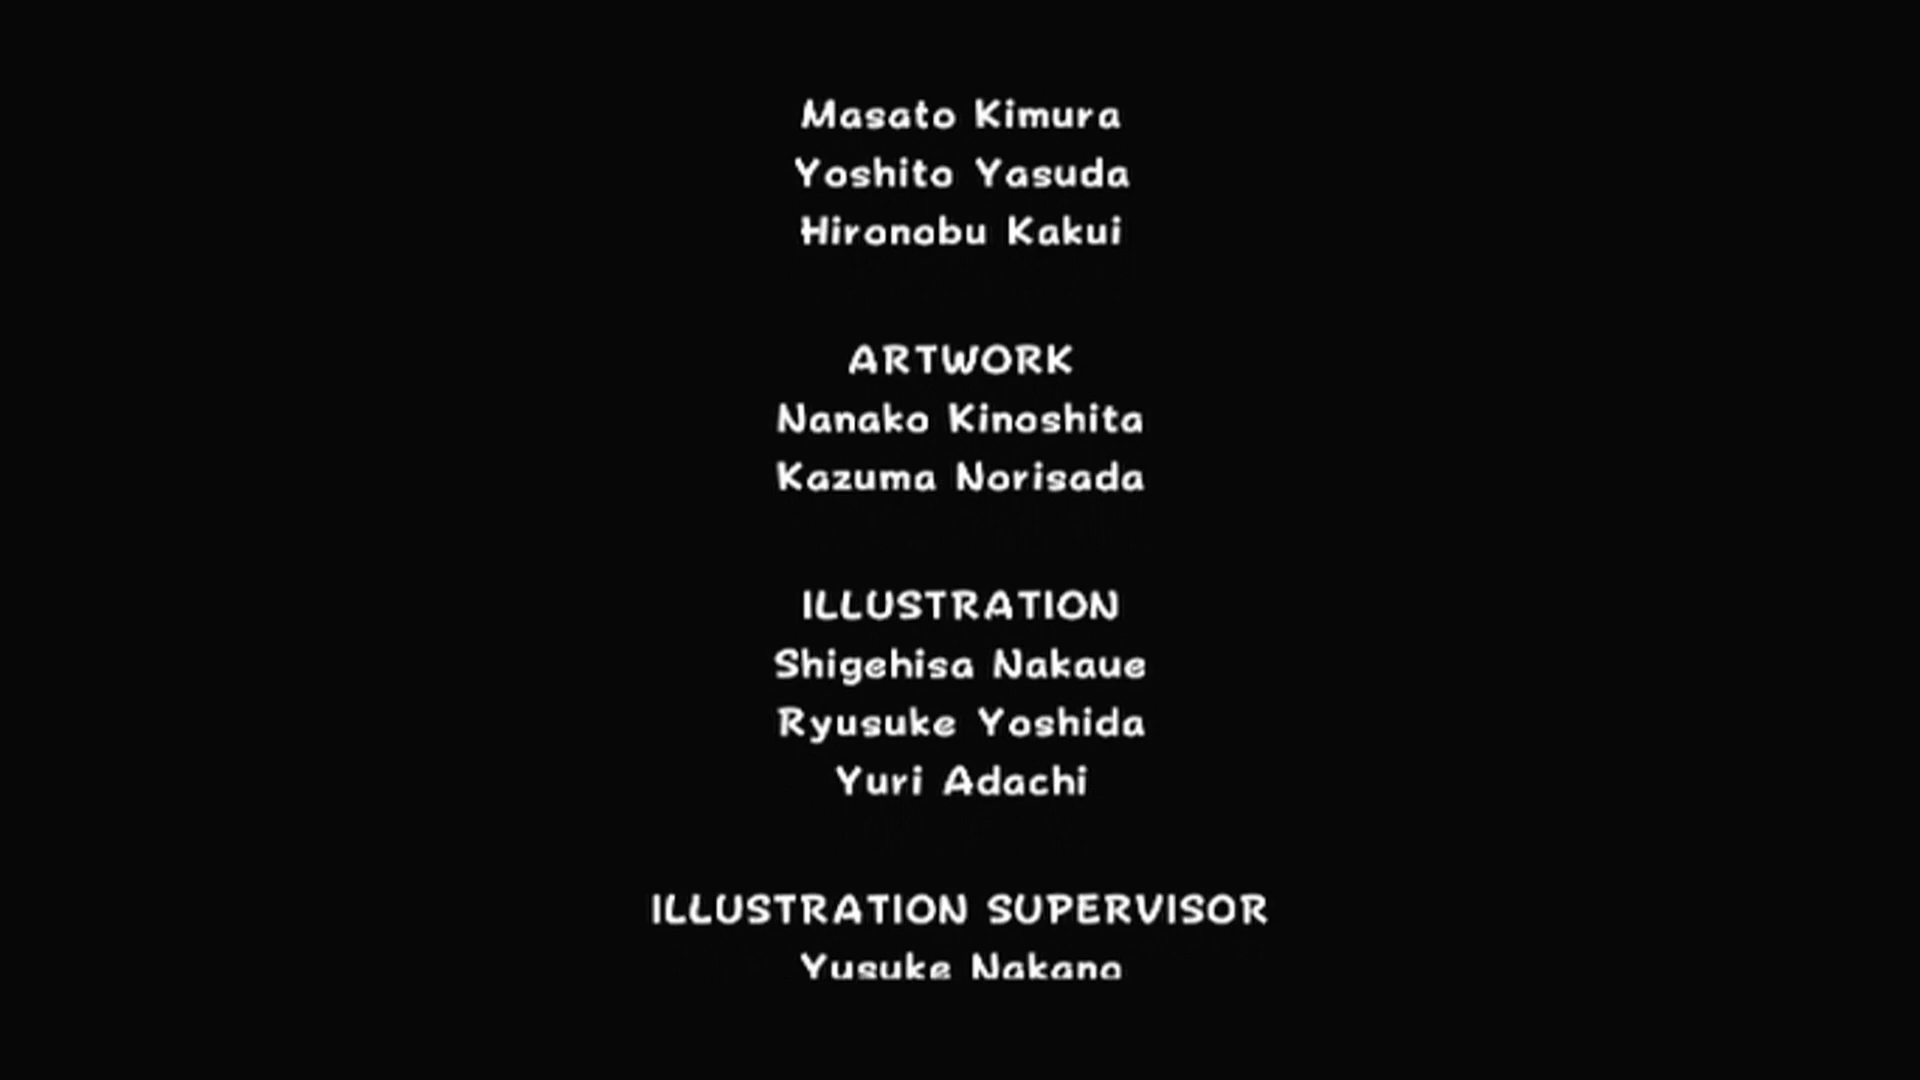 Masato Kimura
Yoshito Yasuda
Hironobu Kakui
ARTWORK
Nanako Kinoshita
Kazuma Norisada
ILLUSTRATION
Shigehisa Nakaue
Ryusuke Yoshida
Yuri Adachi
ILLUSTRATION SUPERVISOR
Yusuke Nakano